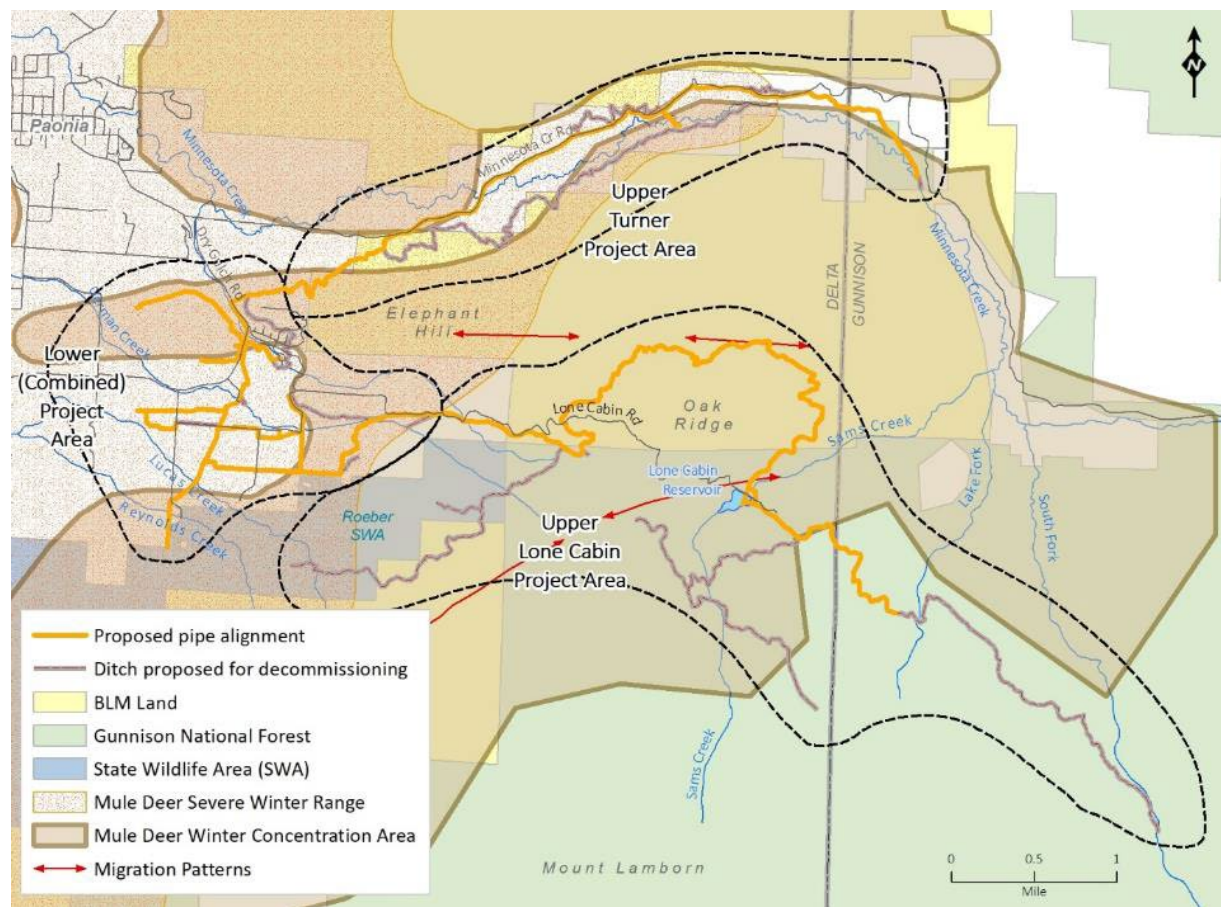 N
Paonia
Minnesota Creek
Minnesota Cr Rd
Upper
Turner
Project Area
Dry Gulch Rd
DELTA
GUNNISON
Minnesota Creek
Elephant
Hill
Lower
(Combined)
Project
Area
Lone Cabin Rd
Oak
Ridge
Sams Creek
Lone Cabin
Reservoir
Lake Fork
South Fork
Lucas Creek
Reynolds Creek
Roeber
SWA
Upper
Lone Cabin
Project Area
Sams Creek
Mount Lamborn
Proposed pipe alignment
Ditch proposed for decommissioning
BLM Land
Gunnison National Forest
State Wildlife Area (SWA)
Mule Deer Severe Winter Range
Mule Deer Winter Concentration Area
Migration Patterns
0 0.5 1
Mile